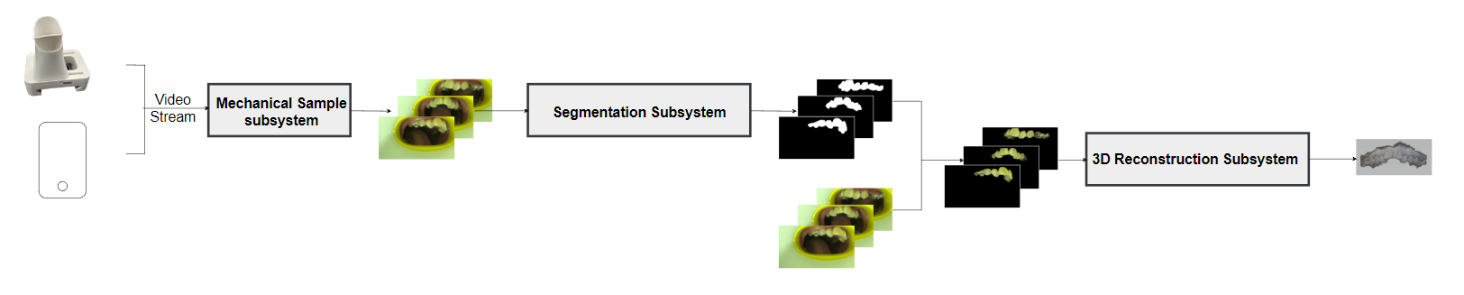 Video
Stream
Mechanical Sample
subsystem
Segmentation Subsystem
3D Reconstruction Subsystem